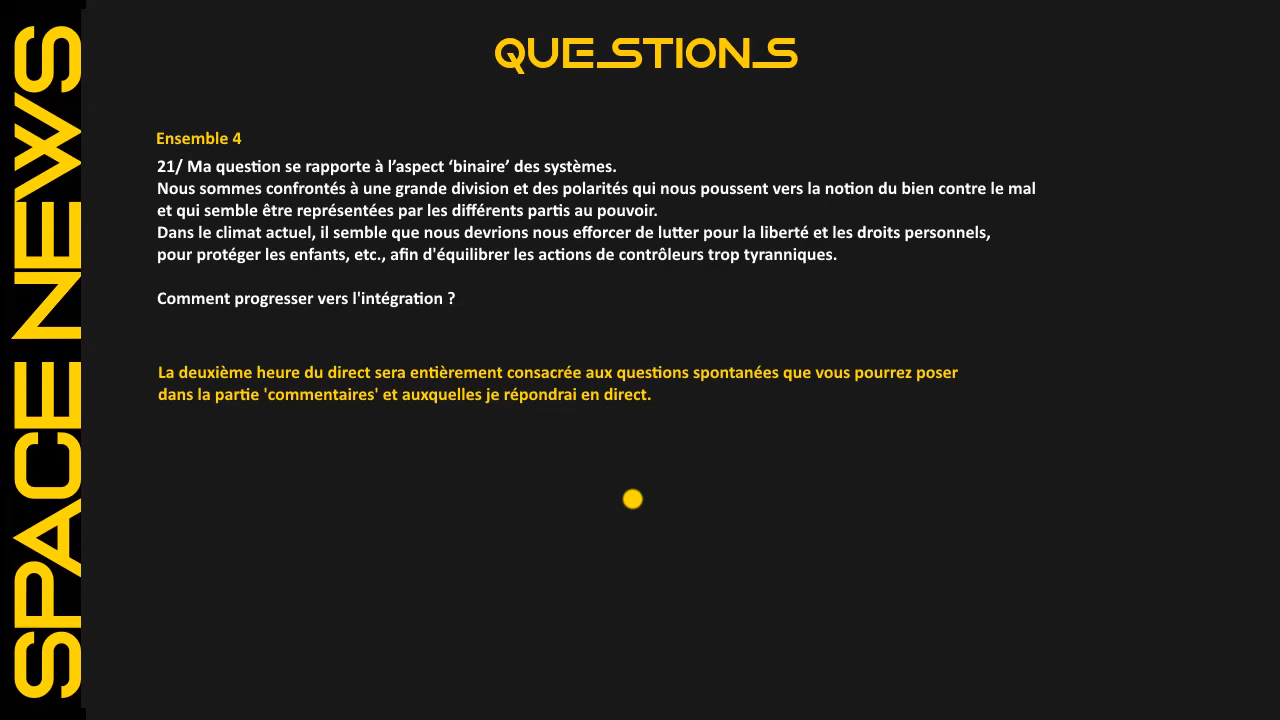 SPACE NEWS
QUESTIONS
Ensemble 4
21/ Ma question se rapporte à l’aspect ‘binaire’ des systèmes.
Nous sommes confrontés à une grande division et des polarités qui nous poussent vers la notion du bien contre le mal
et qui semble être représentées par les différents partis au pouvoir.
Dans le climat actuel, il semble que nous devrions nous efforcer de lutter pour la liberté et les droits personnels,
pour protéger les enfants, etc., afin d'équilibrer les actions de contrôleurs trop tyranniques.
Comment progresser vers l'intégration ?
La deuxième heure du direct sera entièrement consacrée aux questions spontanées que vous pourrez poser
dans la partie 'commentaires' et auxquelles je répondrai en direct.